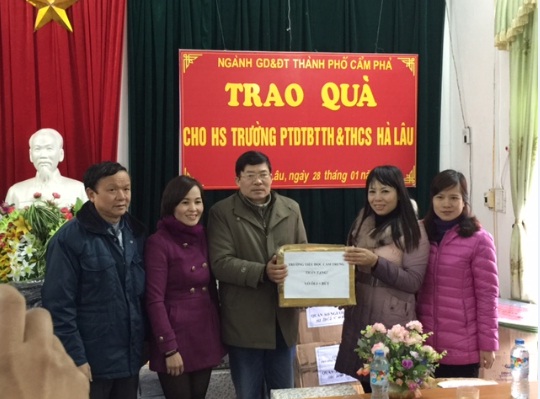 NGÀNH GD&ĐT THÀNH PHỐ CẨM PHẢ
TRAO QUÀ
CHO HS TRƯỜNG PTDTBTTH&THCS HÀ LÂU
Lâu, ngày 28 tháng 01 nă